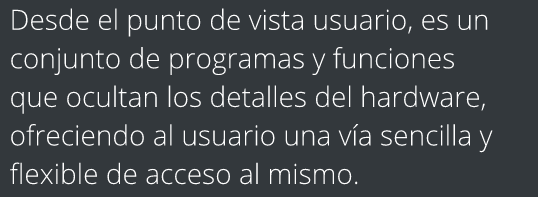 Desde el punto de vista usuario, es un
conjunto de programas y funciones
que ocultan los detalles del hardware,
ofreciendo al usuario una vía sencilla y
flexible de acceso al mismo.